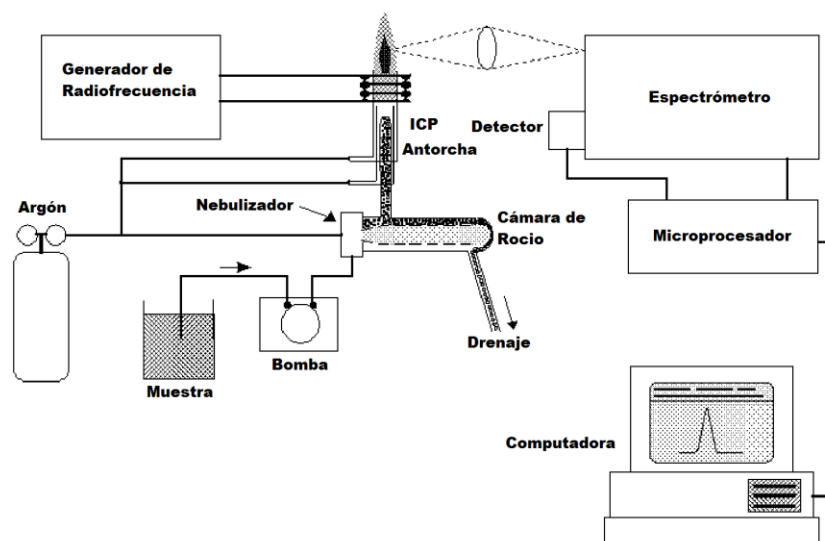 Generador de
Radiofrecuencia
Espectrómetro
Detector
ICP
Antorcha
Nebulizador
Argón
Cámara de
Rocio
Microprocesador
Drenaje
Bomba
Muestra
Computadora